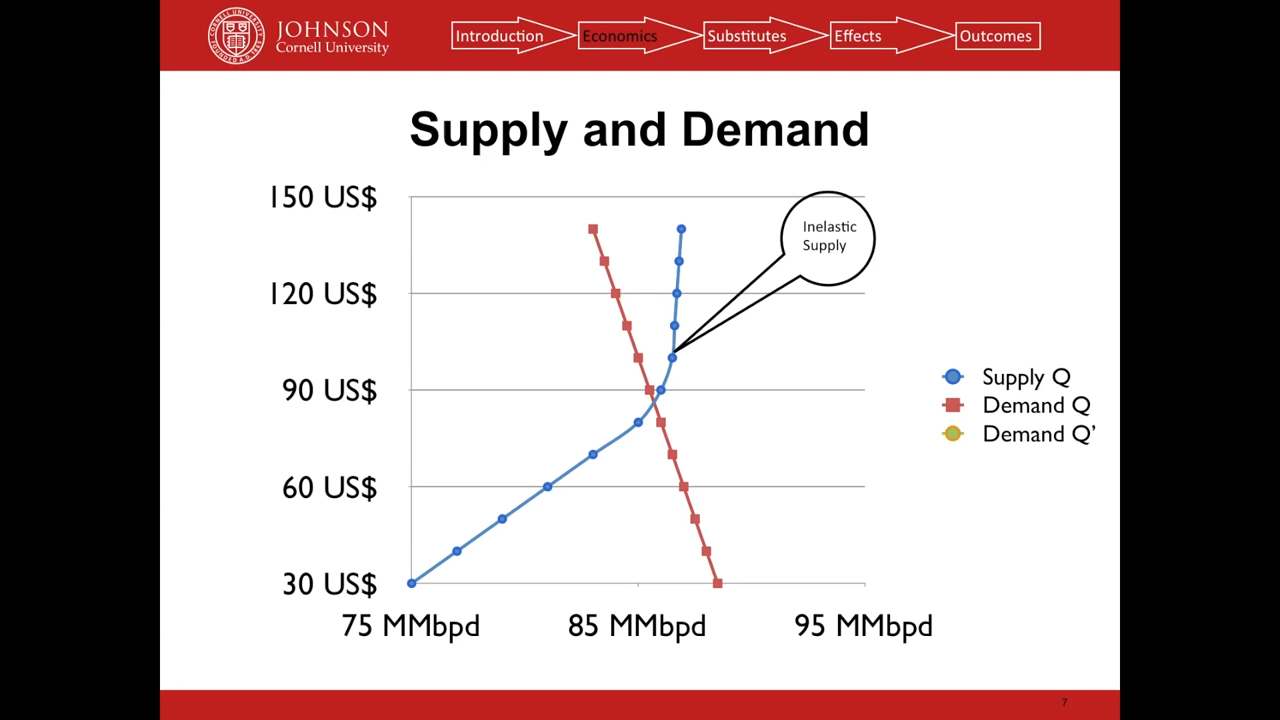 JOHNSON
Cornell University
Introduction
Economics
Substitutes
Effects
Outcomes
Supply and Demand
150 US$
120 US$
90 US$
60 US$
30 US$
75 MMbpd
85 MMbpd
95 MMbpd
Inelastic
Supply
Supply Q
Demand Q
Demand Q’
7